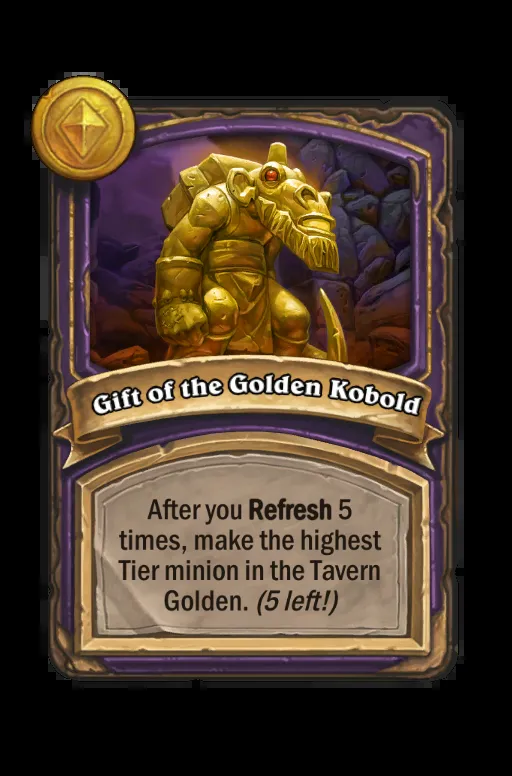 Gift of the Golden Kobold
After you Refresh 5
times, make the highest
Tier minion in the Tavern
Golden. (5 left!)